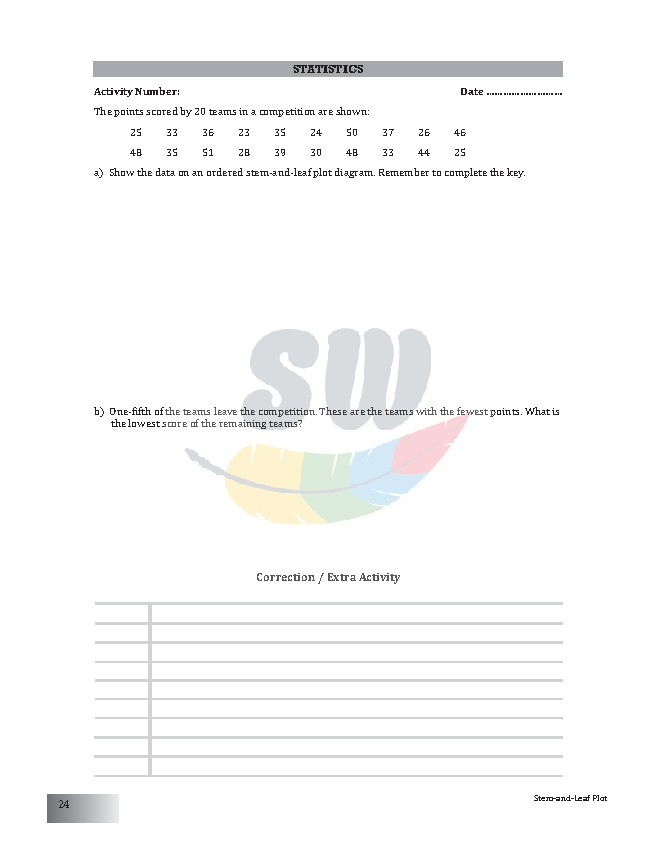 STATISTICS
Activity Number: Date ............................
The points scored by 20 teams in a competition are shown:
25 33 36 23 35 24 50 37 26 46
48 35 51 28 39 30 48 33 44 25
a) Show the data on an ordered stem-and-leaf plot diagram. Remember to complete the key.
SW
b) One-fifth of the teams leave the competition. These are the teams with the fewest points. What is
the lowest score of the remaining teams?
Correction / Extra Activity
24
Stem-and-Leaf Plot